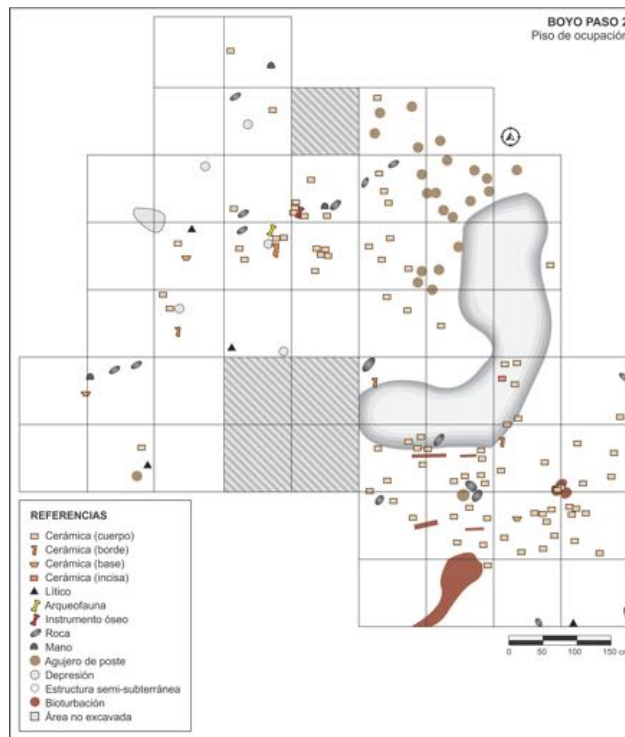 BOYO PASO 2
Piso de ocupación
REFERENCIAS
Cerámica (cuerpo)
Cerámica (borde)
Cerámica (base)
Cerámica (incisa)
Lítico
Arqueofauna
Instrumento óseo
Roca
Mano
Agujero de poste
Depresión
Estructura semi-subterránea
Bioturbación
Área no excavada
0 50 100 150 cm